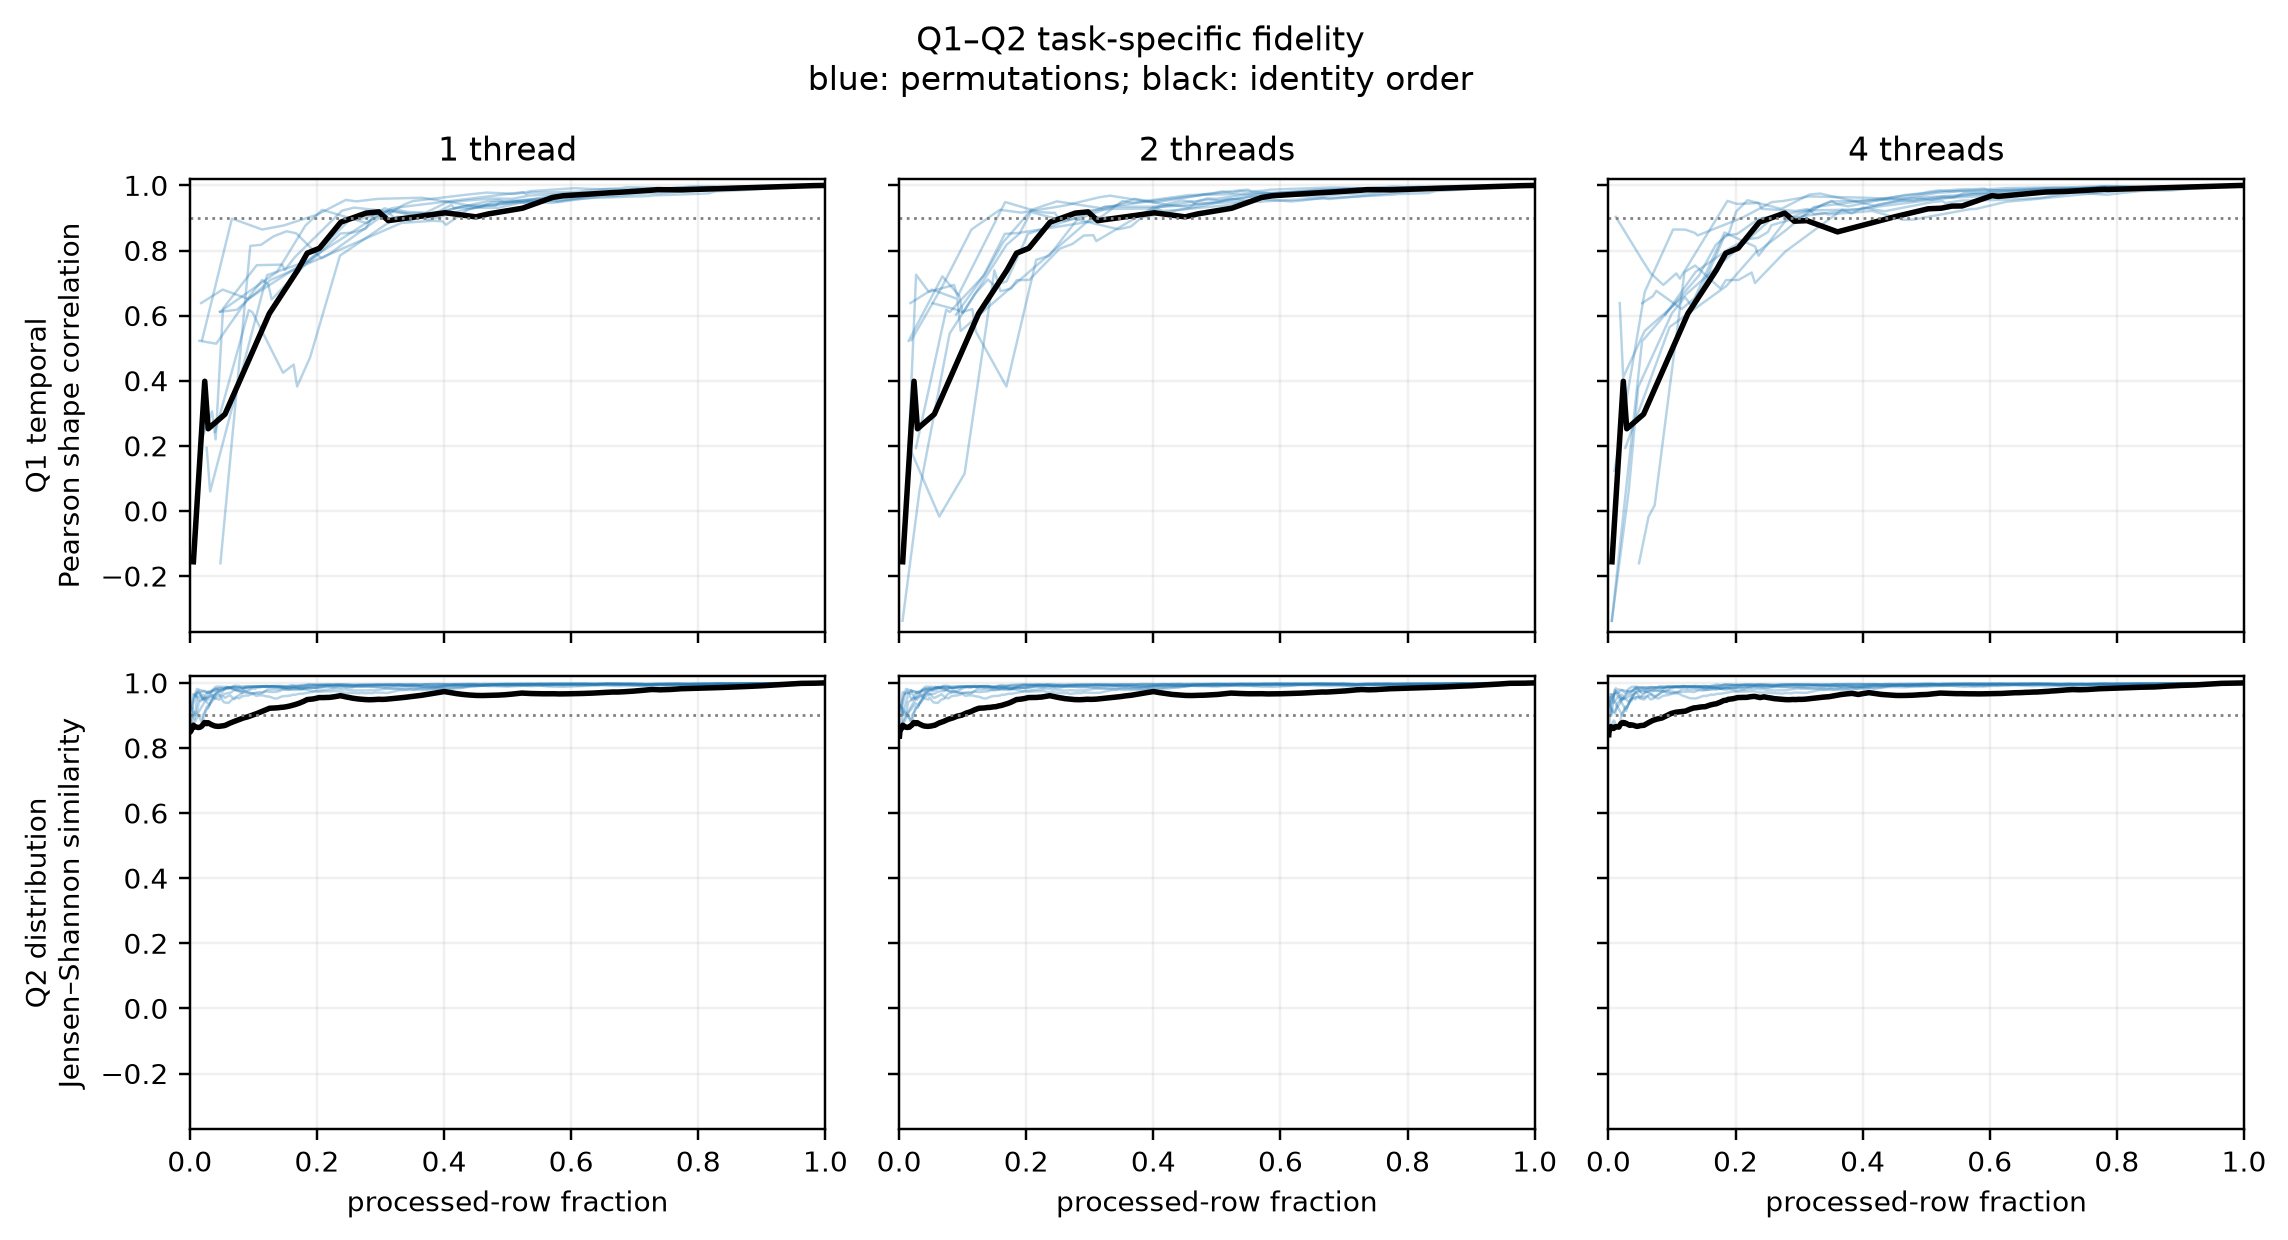 Q1–Q2 task-specific fidelity
blue: permutations; black: identity order
1 thread
2 threads
4 threads
Q1 temporal
Pearson shape correlation
1.0
0.8
0.6
0.4
0.2
0.0
−0.2
Q2 distribution
Jensen–Shannon similarity
1.0
0.8
0.6
0.4
0.2
0.0
−0.2
0.0 0.2 0.4 0.6 0.8 1.0
0.0 0.2 0.4 0.6 0.8 1.0
0.0 0.2 0.4 0.6 0.8 1.0
processed-row fraction
processed-row fraction
processed-row fraction